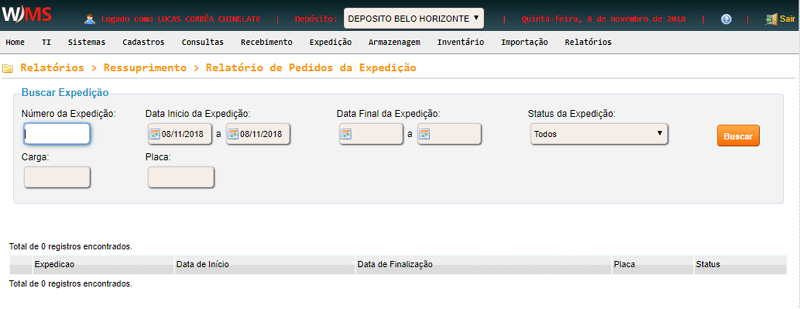 WMS Logado como LUCAS CORRÊA CHIMELATE | Depósito: DEPOSITO BELO HORIZONTE | Quinta-feira, 8 de novembro de 2018 | ? | Sair
Home TI Sistemas Cadastros Consultas Recebimento Expedição Armazenagem Inventário Importação Relatórios
Relatórios > Ressuprimento > Relatório de Pedidos da Expedição
Buscar Expedição
Número da Expedição: Data Inicio da Expedição: Data Final da Expedição: Status da Expedição:
08/11/2018 a 08/11/2018 a Todos Buscar
Carga: Placa:
Total de 0 registros encontrados.
Expedicao Data de Início Data de Finalização Placa Status
Total de 0 registros encontrados.